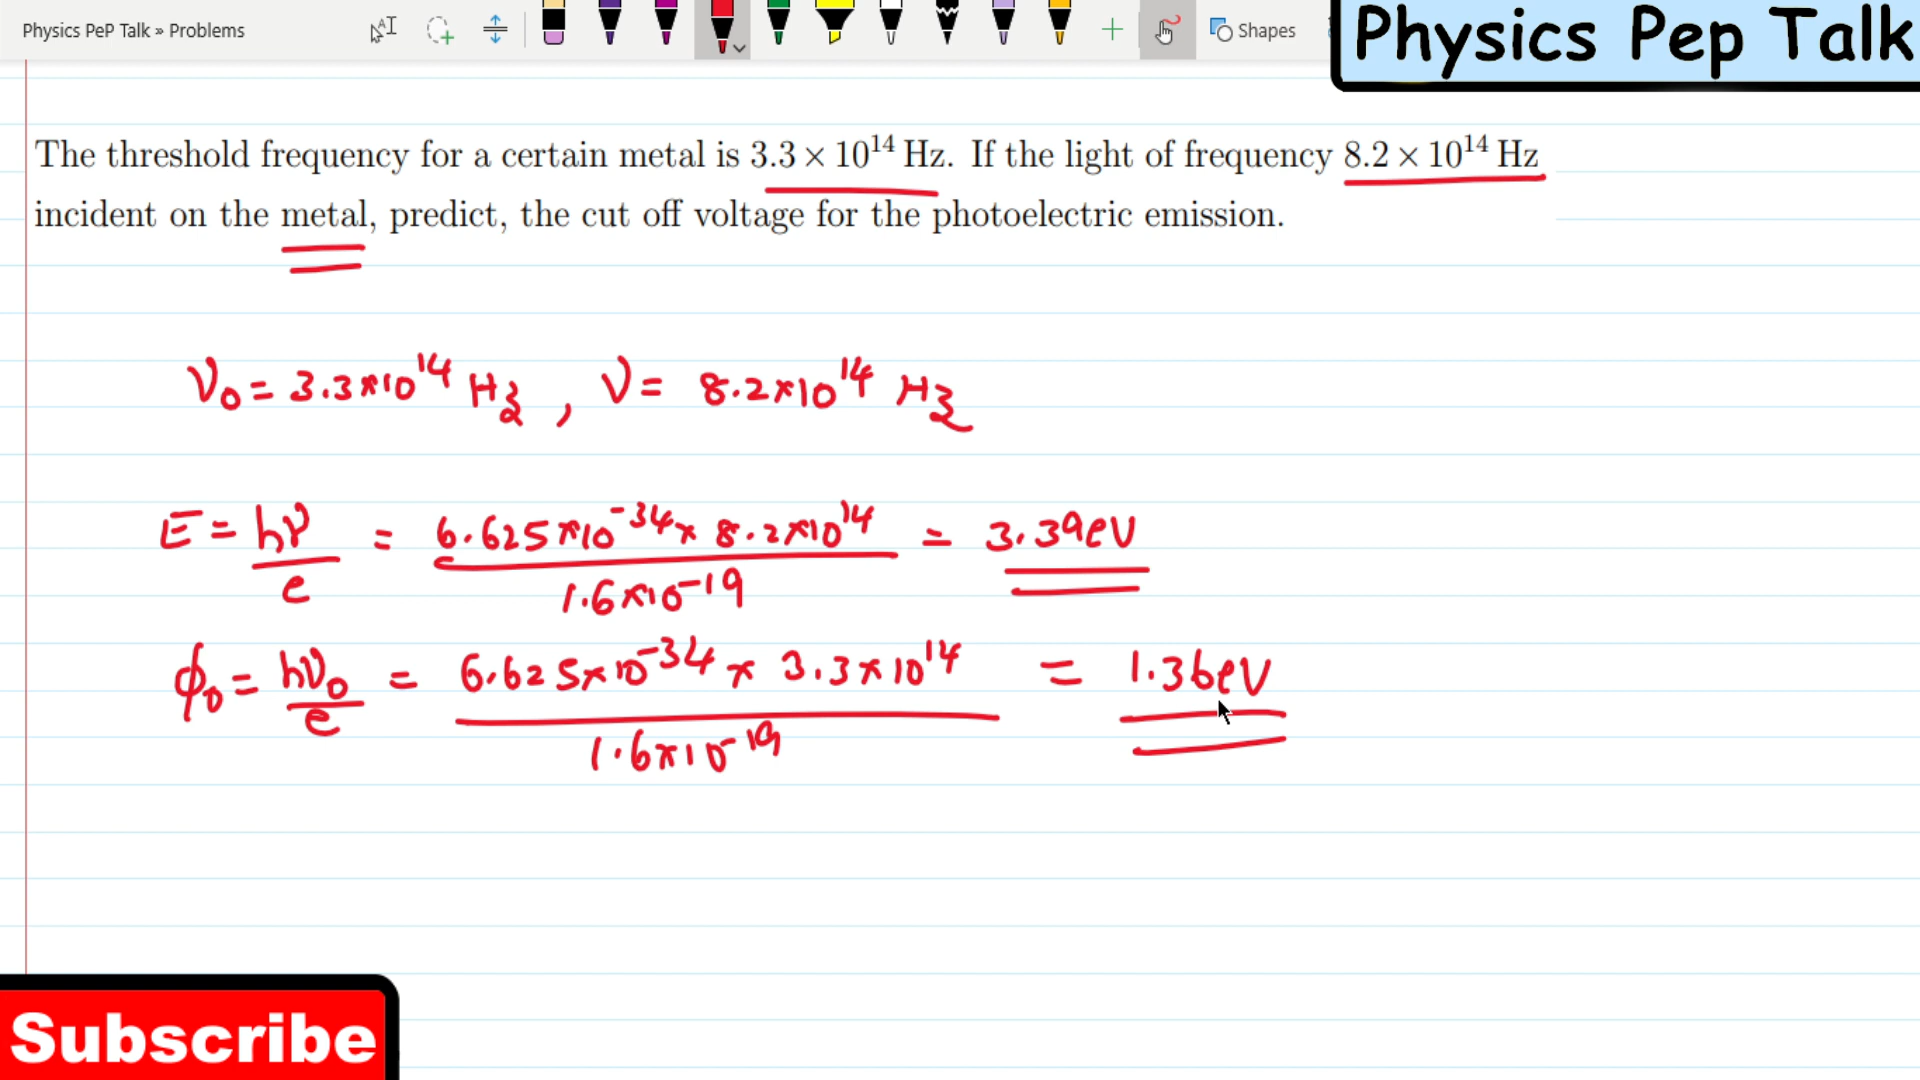 Physics PeP Talk » Problems
Shapes
Physics Pep Talk
The threshold frequency for a certain metal is 3.3 × 10¹⁴ Hz. If the light of frequency 8.2 × 10¹⁴ Hz
incident on the metal, predict, the cut off voltage for the photoelectric emission.
ν₀ = 3.3×10¹⁴ Hz , ν = 8.2×10¹⁴ Hz
E = hν/e = 6.625×10⁻³⁴ × 8.2×10¹⁴ / 1.6×10⁻¹⁹ = 3.39eV
ϕ₀ = hν₀/e = 6.625×10⁻³⁴ × 3.3×10¹⁴ / 1.6×10⁻¹⁹ = 1.36eV
Subscribe